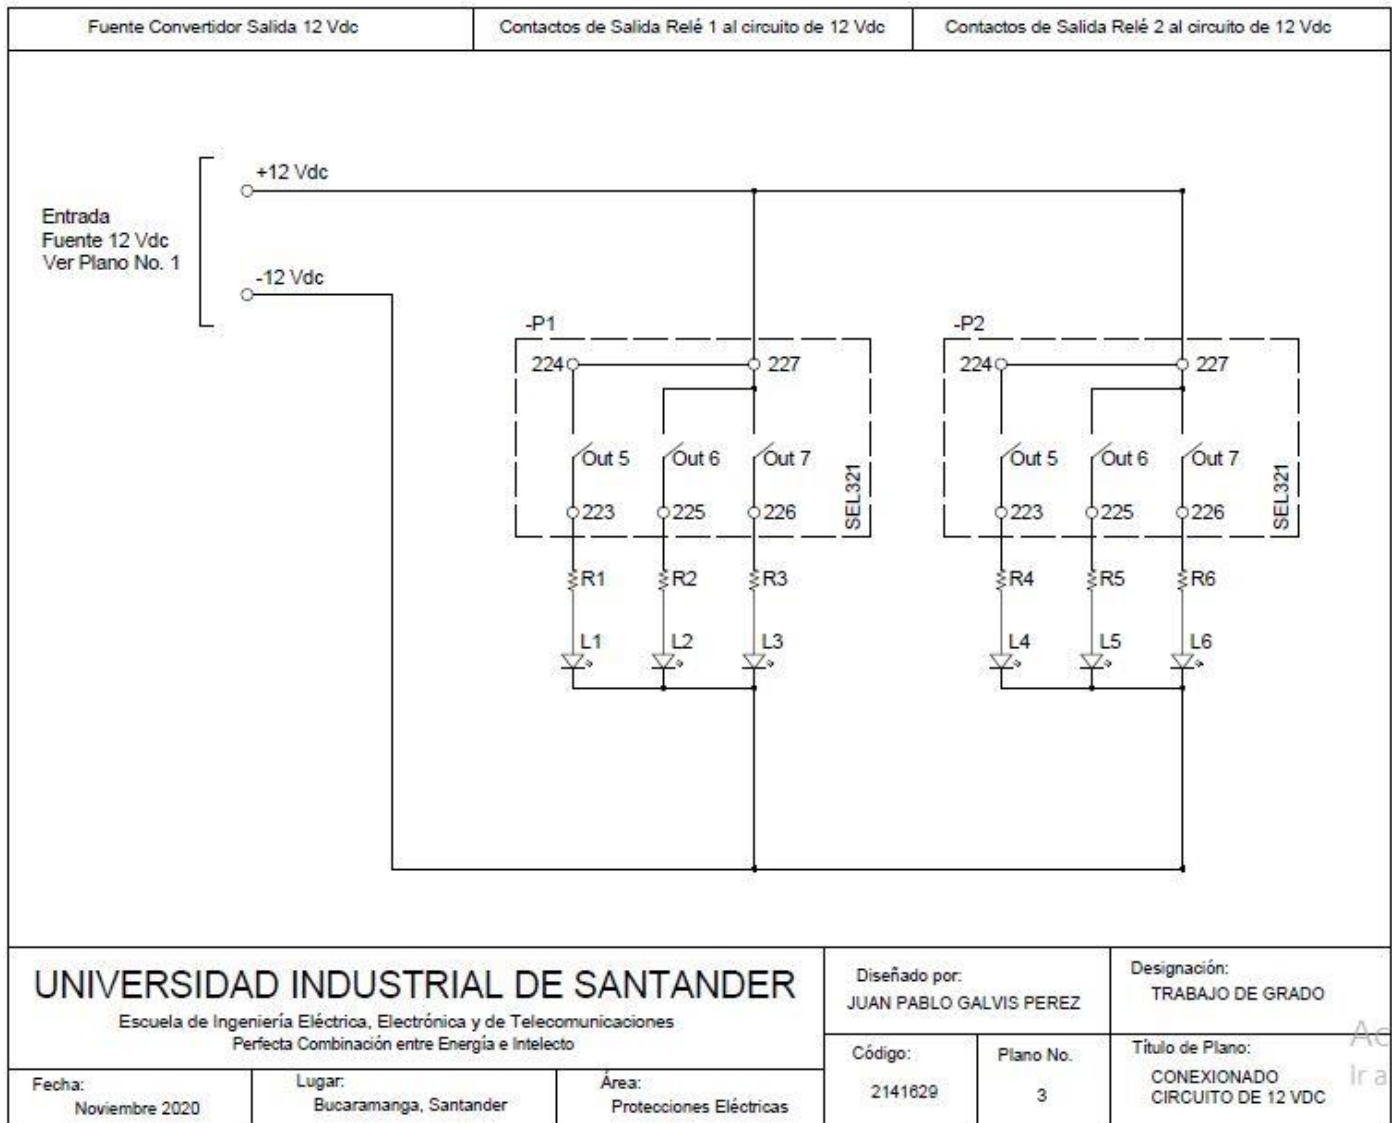 Fuente Convertidor Salida 12 Vdc
Contactos de Salida Relé 1 al circuito de 12 Vdc
Contactos de Salida Relé 2 al circuito de 12 Vdc
+12 Vdc
Entrada
Fuente 12 Vdc
Ver Plano No. 1
-12 Vdc
-P1
224
227
Out 5
Out 6
Out 7
SEL321
223
225
226
R1
R2
R3
L1
L2
L3
-P2
224
227
Out 5
Out 6
Out 7
SEL321
223
225
226
R4
R5
R6
L4
L5
L6
UNIVERSIDAD INDUSTRIAL DE SANTANDER
Escuela de Ingeniería Eléctrica, Electrónica y de Telecomunicaciones
Perfecta Combinación entre Energía e Intelecto
Fecha:
Noviembre 2020
Lugar:
Bucaramanga, Santander
Área:
Protecciones Eléctricas
Diseñado por:
JUAN PABLO GALVIS PEREZ
Designación:
TRABAJO DE GRADO
Código:
2141629
Plano No.
3
Título de Plano:
CONEXIONADO
CIRCUITO DE 12 VDC
Ac
Ir a